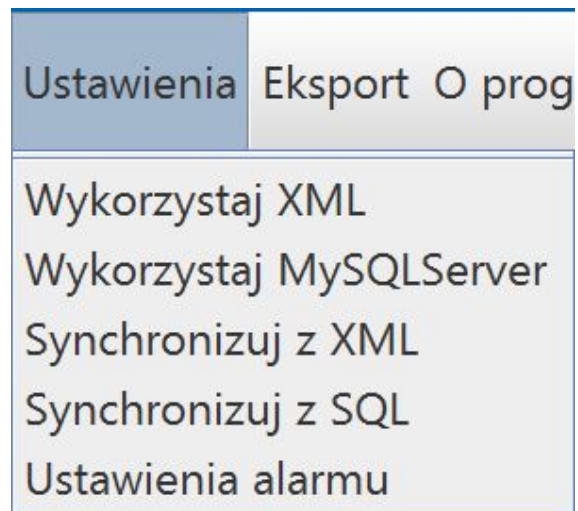 Ustawienia Eksport O prog
Wykorzystaj XML
Wykorzystaj MySQLServer
Synchronizuj z XML
Synchronizuj z SQL
Ustawienia alarmu